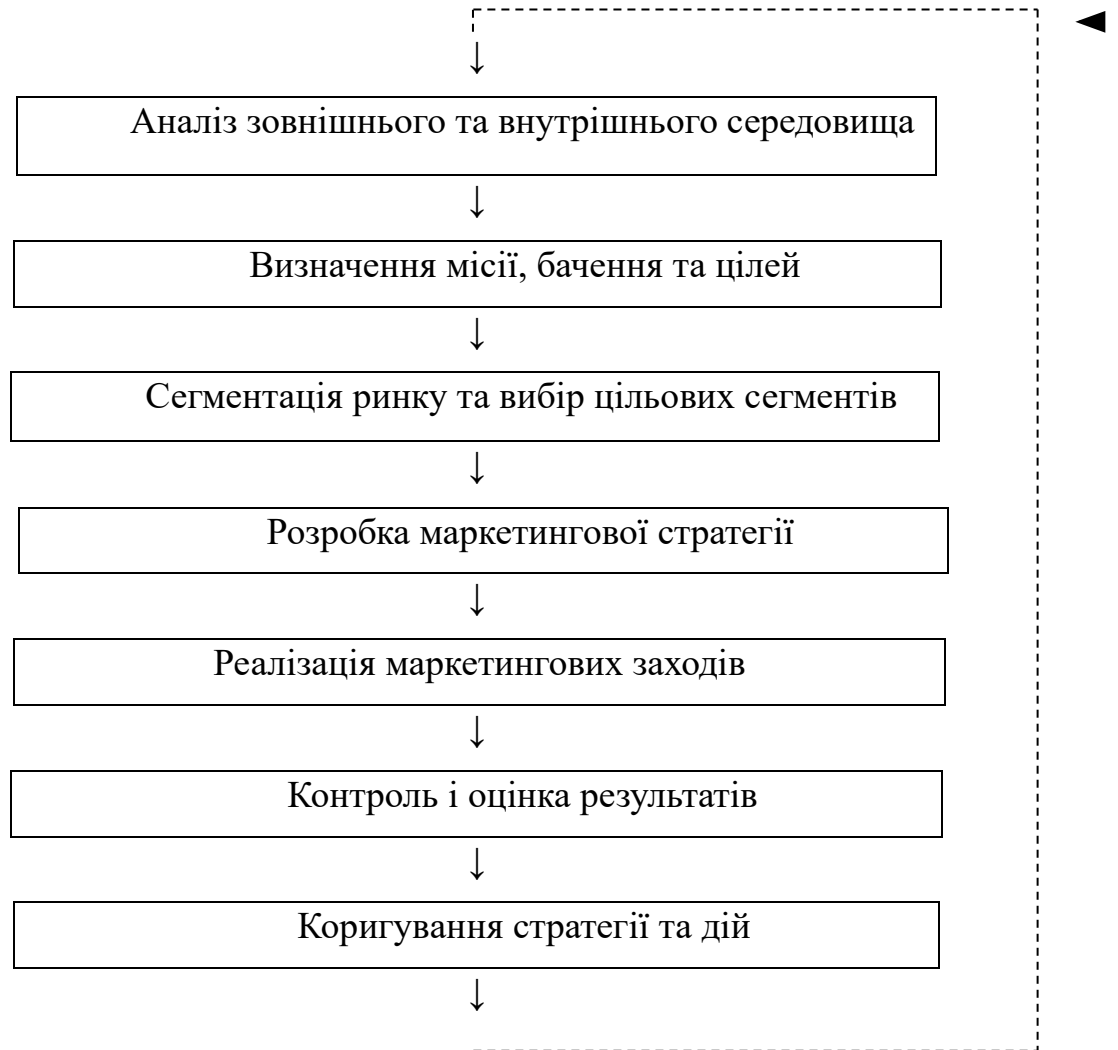 Аналіз зовнішнього та внутрішнього середовища
Визначення місії, бачення та цілей
Сегментація ринку та вибір цільових сегментів
Розробка маркетингової стратегії
Реалізація маркетингових заходів
Контроль і оцінка результатів
Коригування стратегії та дій